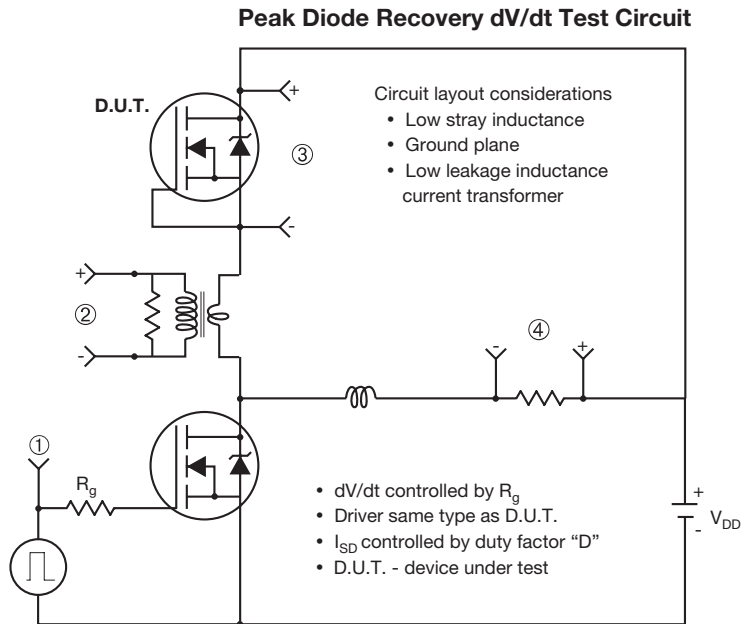 Peak Diode Recovery dV/dt Test Circuit
D.U.T.
+
Circuit layout considerations
• Low stray inductance
• Ground plane
• Low leakage inductance
current transformer
③
-
+
②
-
④
-
+
①
Rg
• dV/dt controlled by Rg
• Driver same type as D.U.T.
• ISD controlled by duty factor “D”
• D.U.T. - device under test
+
VDD
-